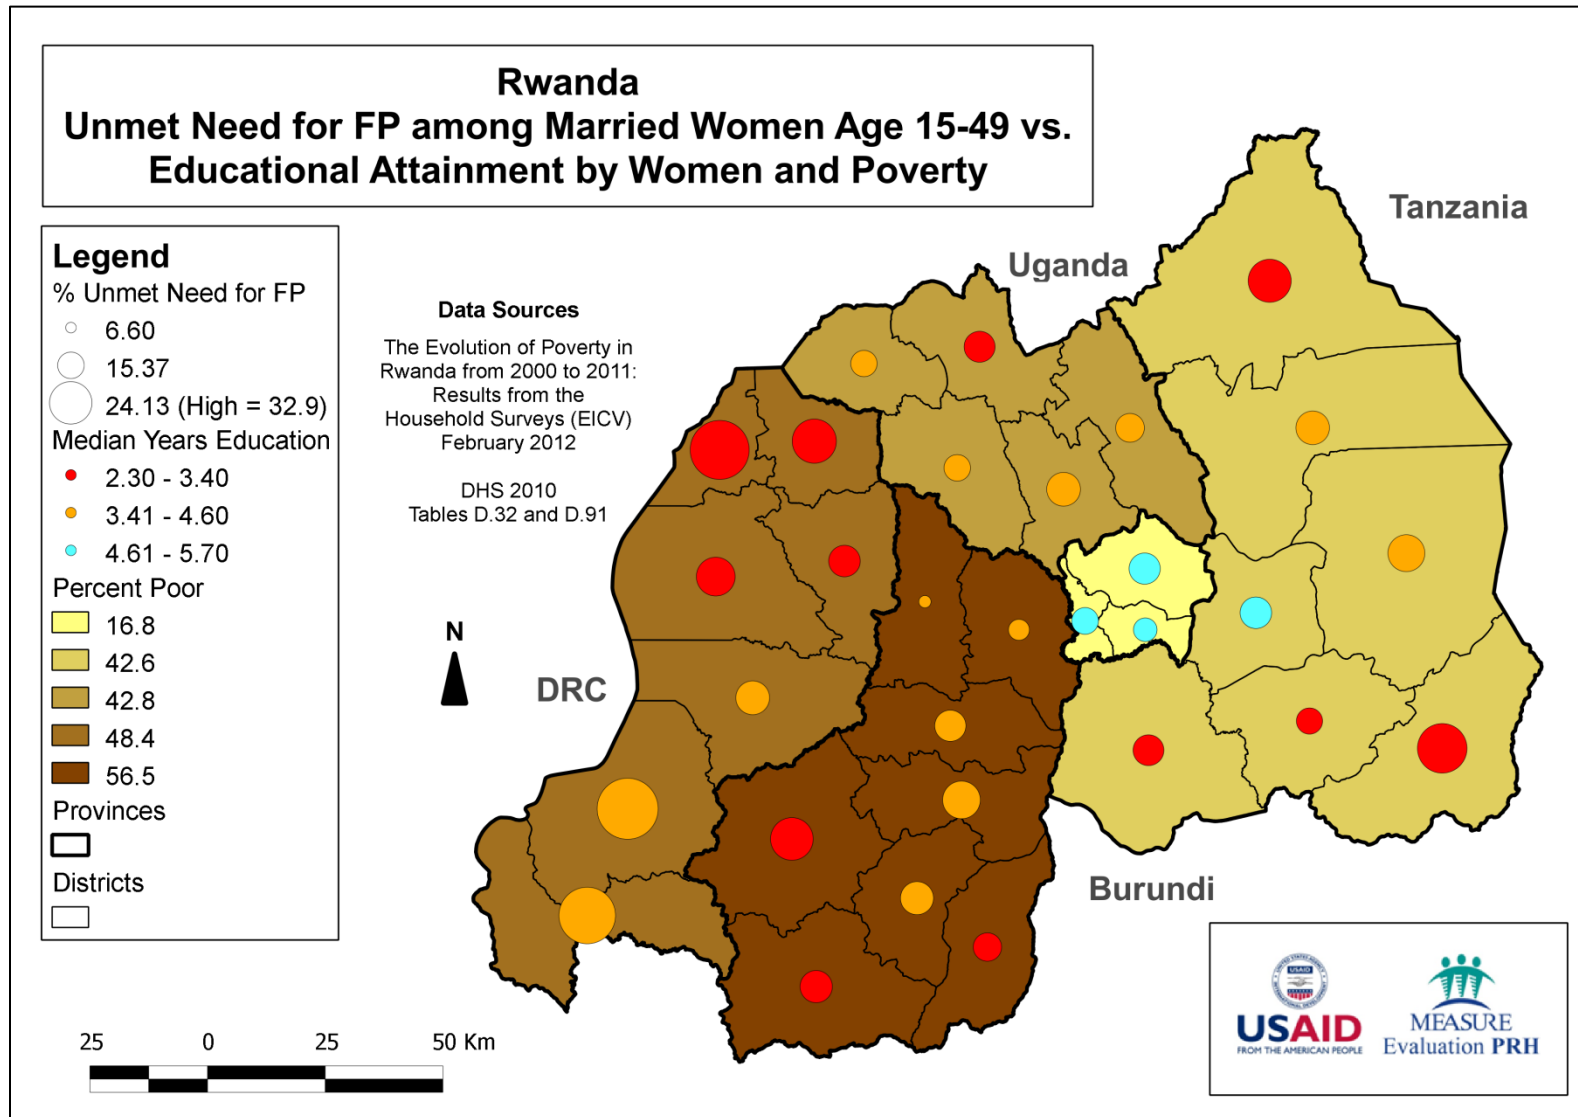 Rwanda
Unmet Need for FP among Married Women Age 15-49 vs.
Educational Attainment by Women and Poverty
Legend
% Unmet Need for FP
6.60
15.37
24.13 (High = 32.9)
Median Years Education
2.30 - 3.40
3.41 - 4.60
4.61 - 5.70
Percent Poor
16.8
42.6
42.8
48.4
56.5
Provinces
Districts
Data Sources
The Evolution of Poverty in
Rwanda from 2000 to 2011:
Results from the
Household Surveys (EICV)
February 2012
DHS 2010
Tables D.32 and D.91
Tanzania
Uganda
N
DRC
Burundi
25 0 25 50 Km
USAID
USAID
FROM THE AMERICAN PEOPLE
MEASURE
Evaluation PRH